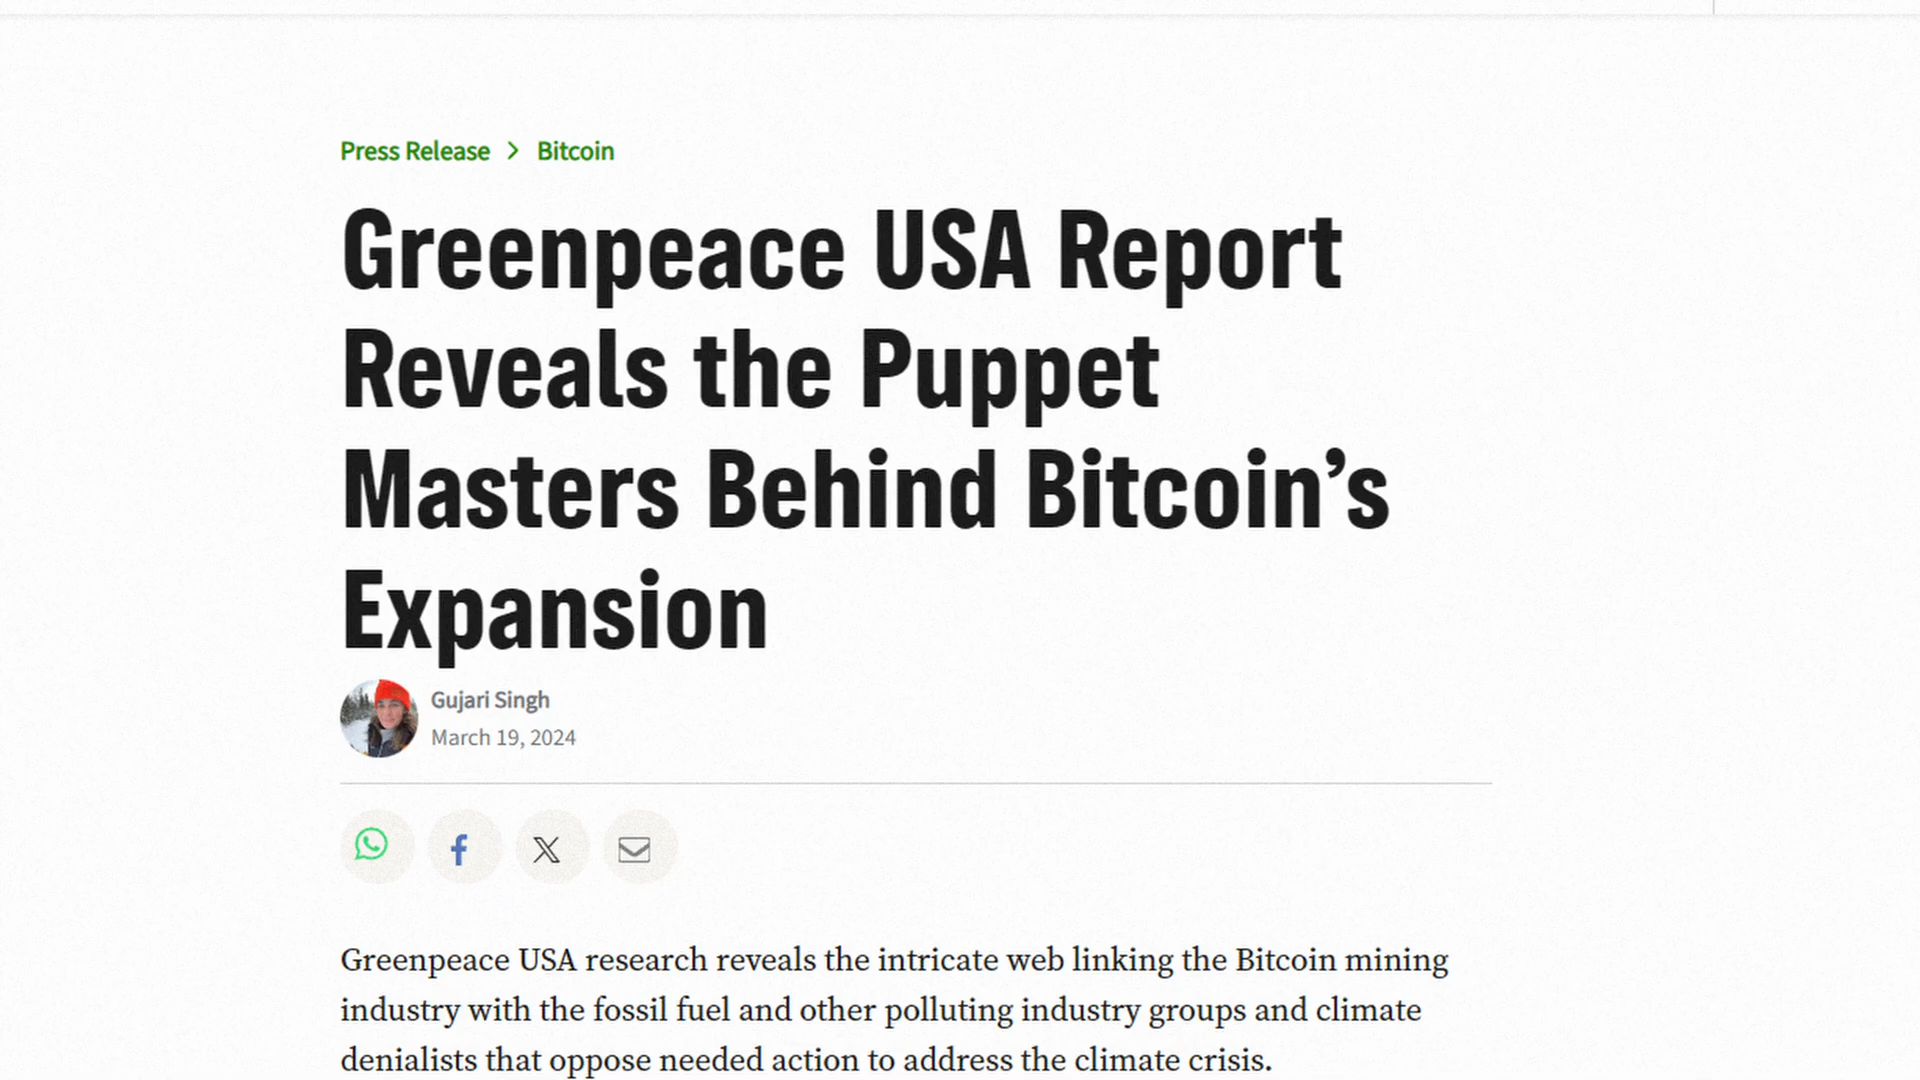 Press Release > Bitcoin
Greenpeace USA Report
Reveals the Puppet
Masters Behind Bitcoin’s
Expansion
Gujari Singh
March 19, 2024
Greenpeace USA research reveals the intricate web linking the Bitcoin mining
industry with the fossil fuel and other polluting industry groups and climate
denialists that oppose needed action to address the climate crisis.